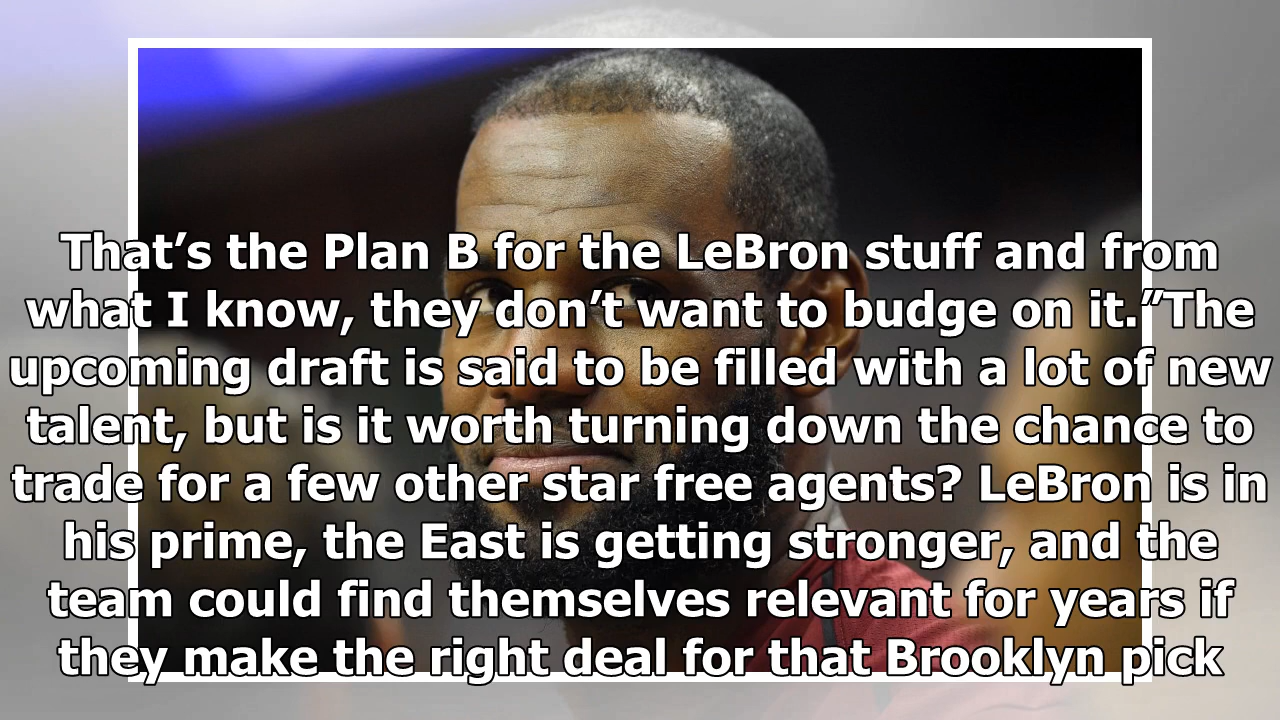 That’s the Plan B for the LeBron stuff and from
what I know, they don’t want to budge on it.”The
upcoming draft is said to be filled with a lot of new
talent, but is it worth turning down the chance to
trade for a few other star free agents? LeBron is in
his prime, the East is getting stronger, and the
team could find themselves relevant for years if
they make the right deal for that Brooklyn pick